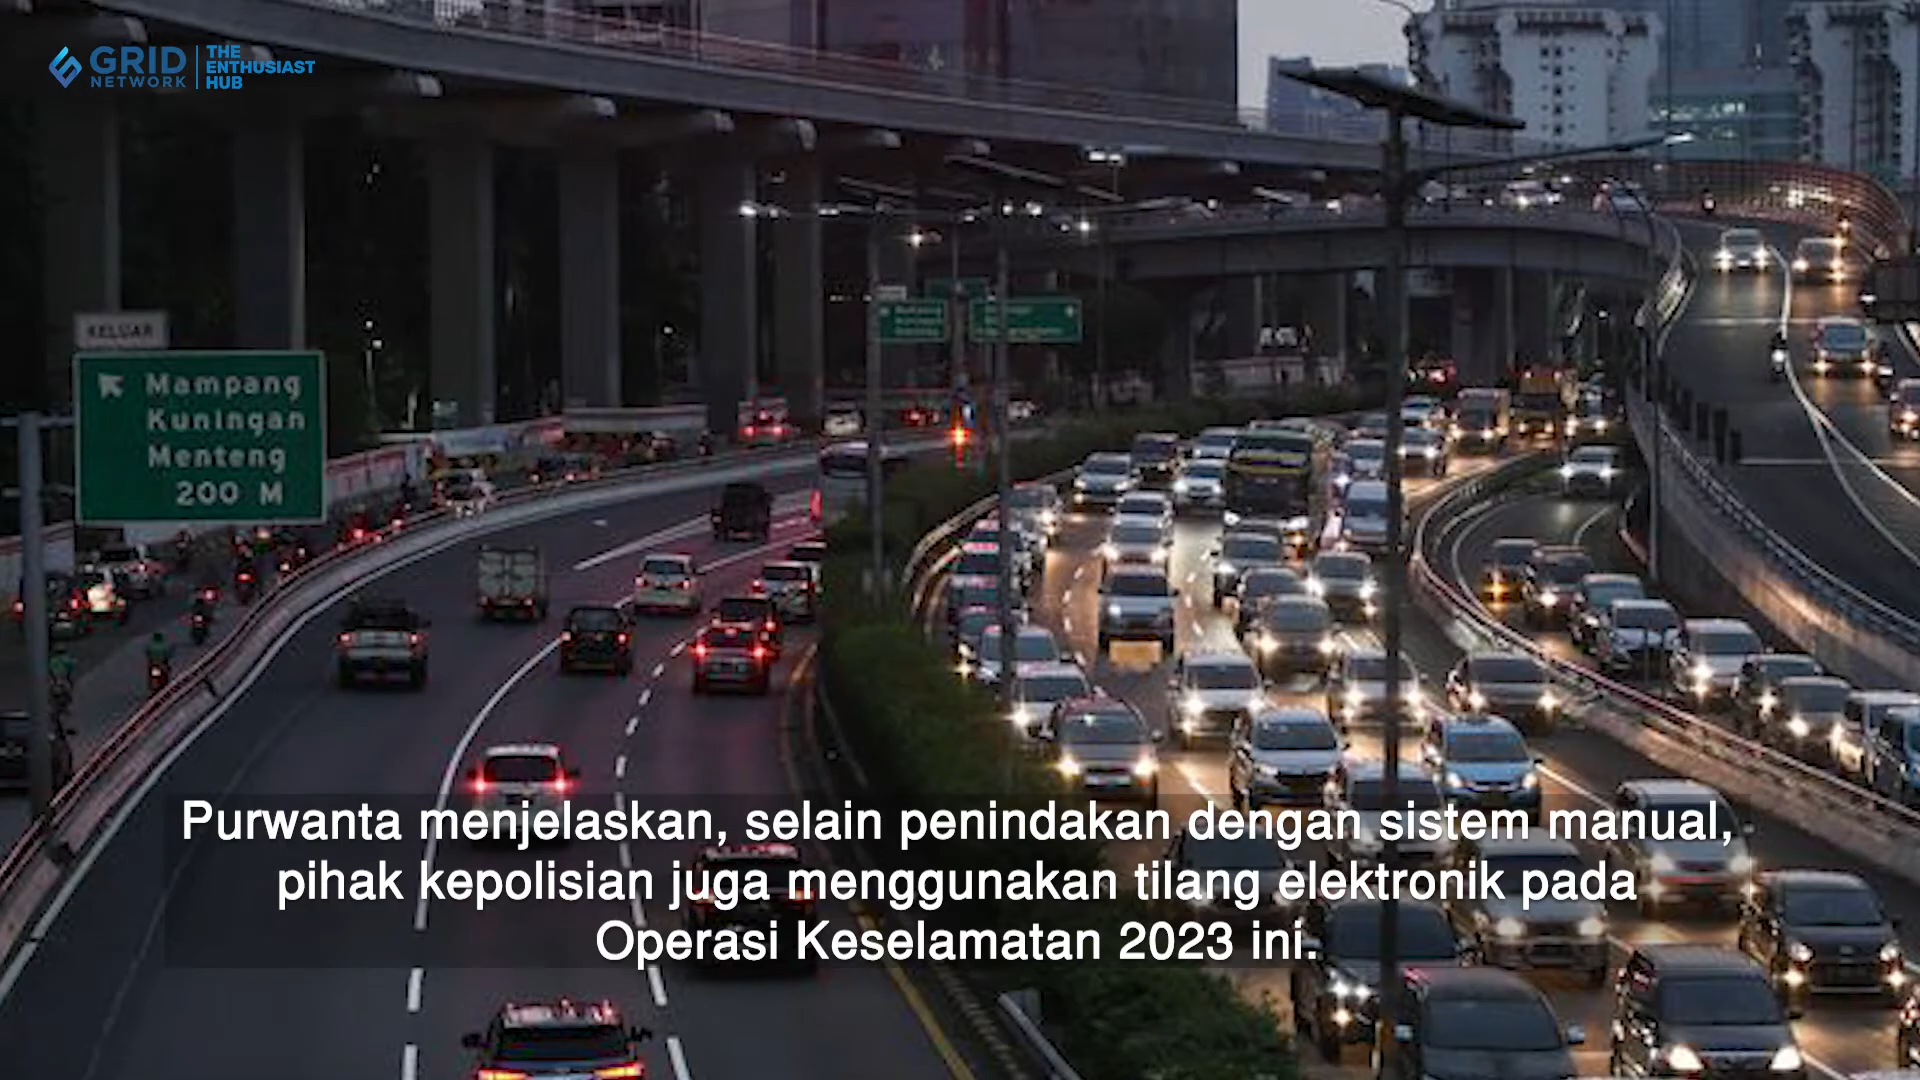 GRID
NETWORK
THE
ENTHUSIAST
HUB
KELUAR
Mampang
Kuningan
Menteng
200 M
Purwanta menjelaskan, selain penindakan dengan sistem manual,
pihak kepolisian juga menggunakan tilang elektronik pada
Operasi Keselamatan 2023 ini.